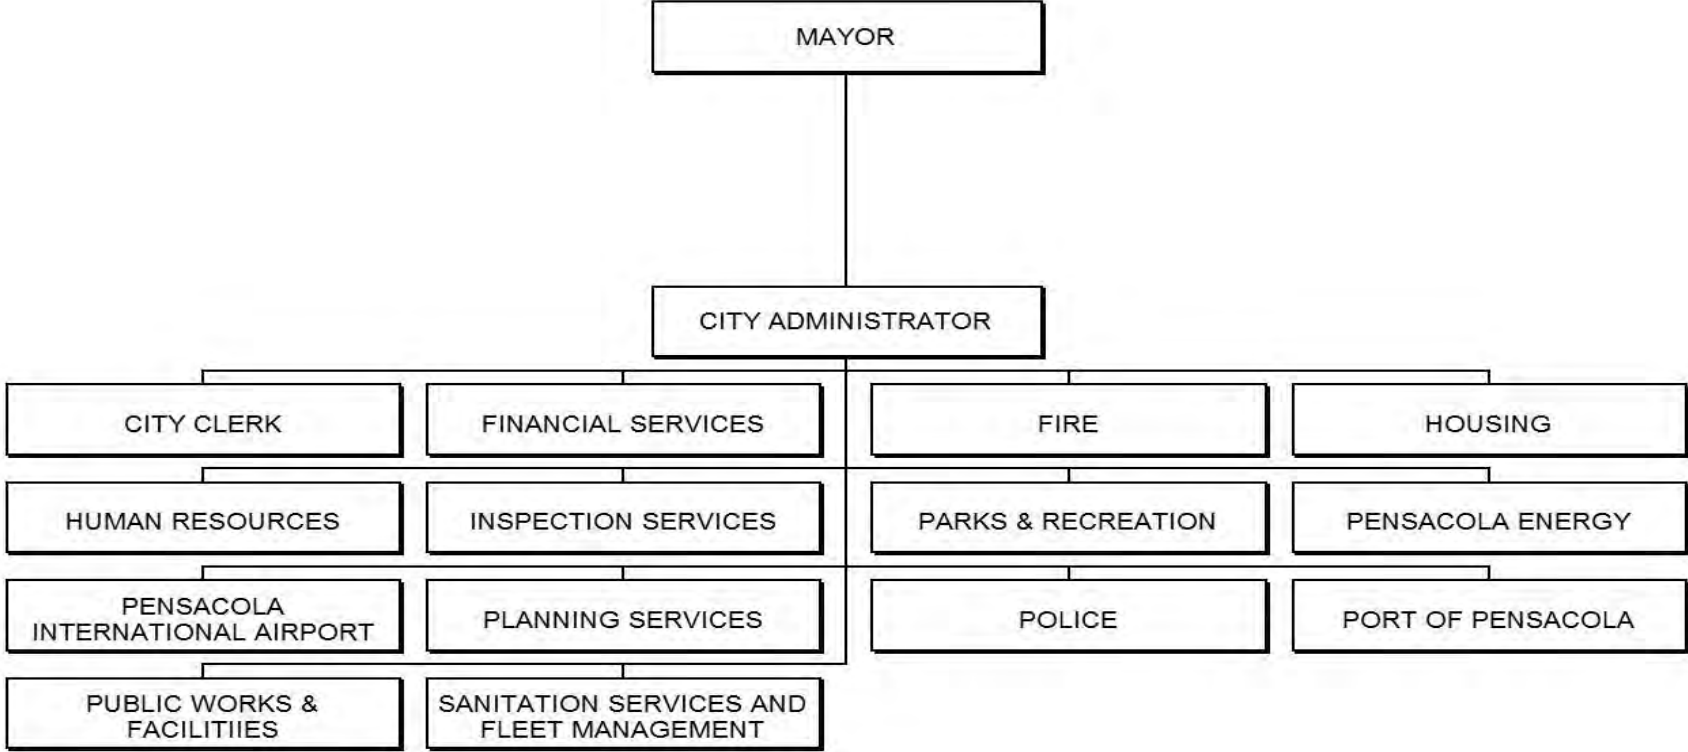 MAYOR
CITY ADMINISTRATOR
CITY CLERK
FINANCIAL SERVICES
FIRE
HOUSING
HUMAN RESOURCES
INSPECTION SERVICES
PARKS & RECREATION
PENSACOLA ENERGY
PENSACOLA
INTERNATIONAL AIRPORT
PLANNING SERVICES
POLICE
PORT OF PENSACOLA
PUBLIC WORKS &
FACILITIIES
SANITATION SERVICES AND
FLEET MANAGEMENT